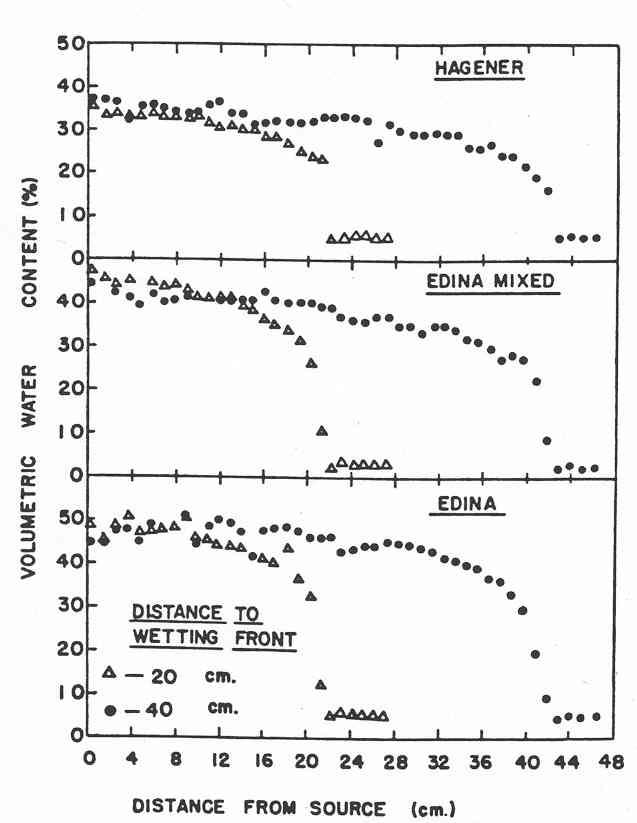 50
40
30
20
10
0
HAGENER
40
30
20
10
0
EDINA MIXED
50
40
30
20
10
0
EDINA
DISTANCE TO
WETTING FRONT
△ — 20 cm.
● — 40 cm.
0 4 8 12 16 20 24 28 32 36 40 48 44 48
VOLUMETRIC WATER CONTENT (%)
DISTANCE FROM SOURCE (cm.)